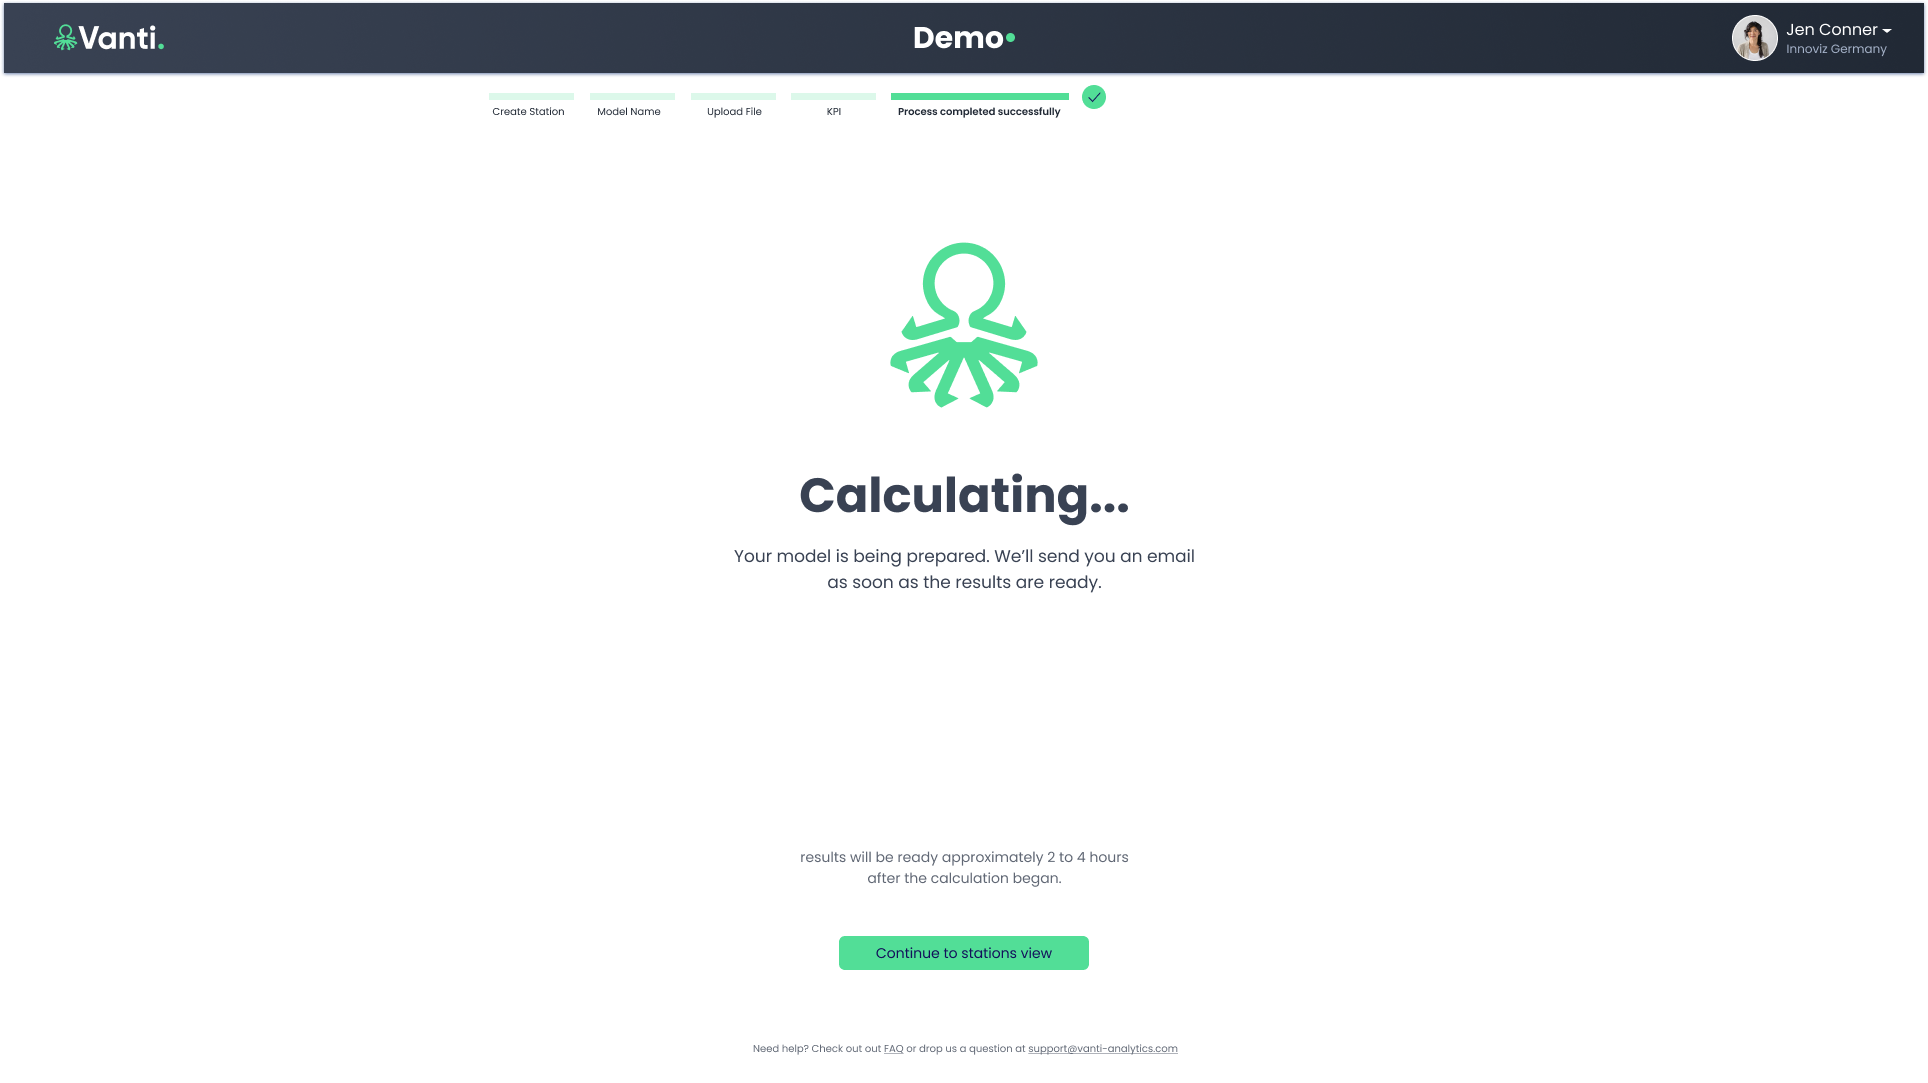 Vanti.
Demo
Jen Conner
Innoviz Germany
Create Station
Model Name
Upload File
KPI
Process completed successfully
Calculating...
Your model is being prepared. We’ll send you an email
as soon as the results are ready.
results will be ready approximately 2 to 4 hours
after the calculation began.
Continue to stations view
Need help? Check out out FAQ or drop us a question at support@vanti-analytics.com